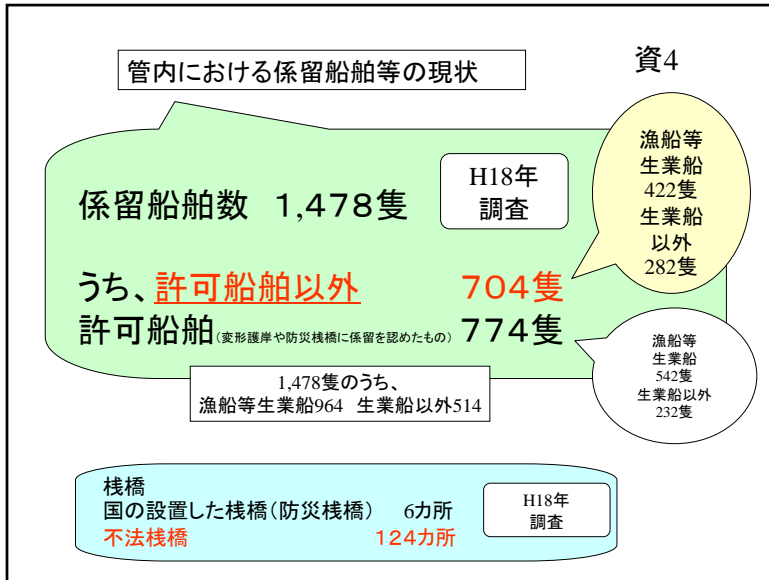 管内における係留船舶等の現状
資4
係留船舶数 1,478隻
H18年
調査
漁船等
生業船
422隻
生業船
以外
282隻
うち、許可船舶以外 704隻
許可船舶(変形護岸や防災桟橋に係留を認めたもの) 774隻
漁船等
生業船
542隻
生業船以外
232隻
1,478隻のうち、
漁船等生業船964 生業船以外514
桟橋
国の設置した桟橋(防災桟橋) 6カ所
不法桟橋 124カ所
H18年
調査